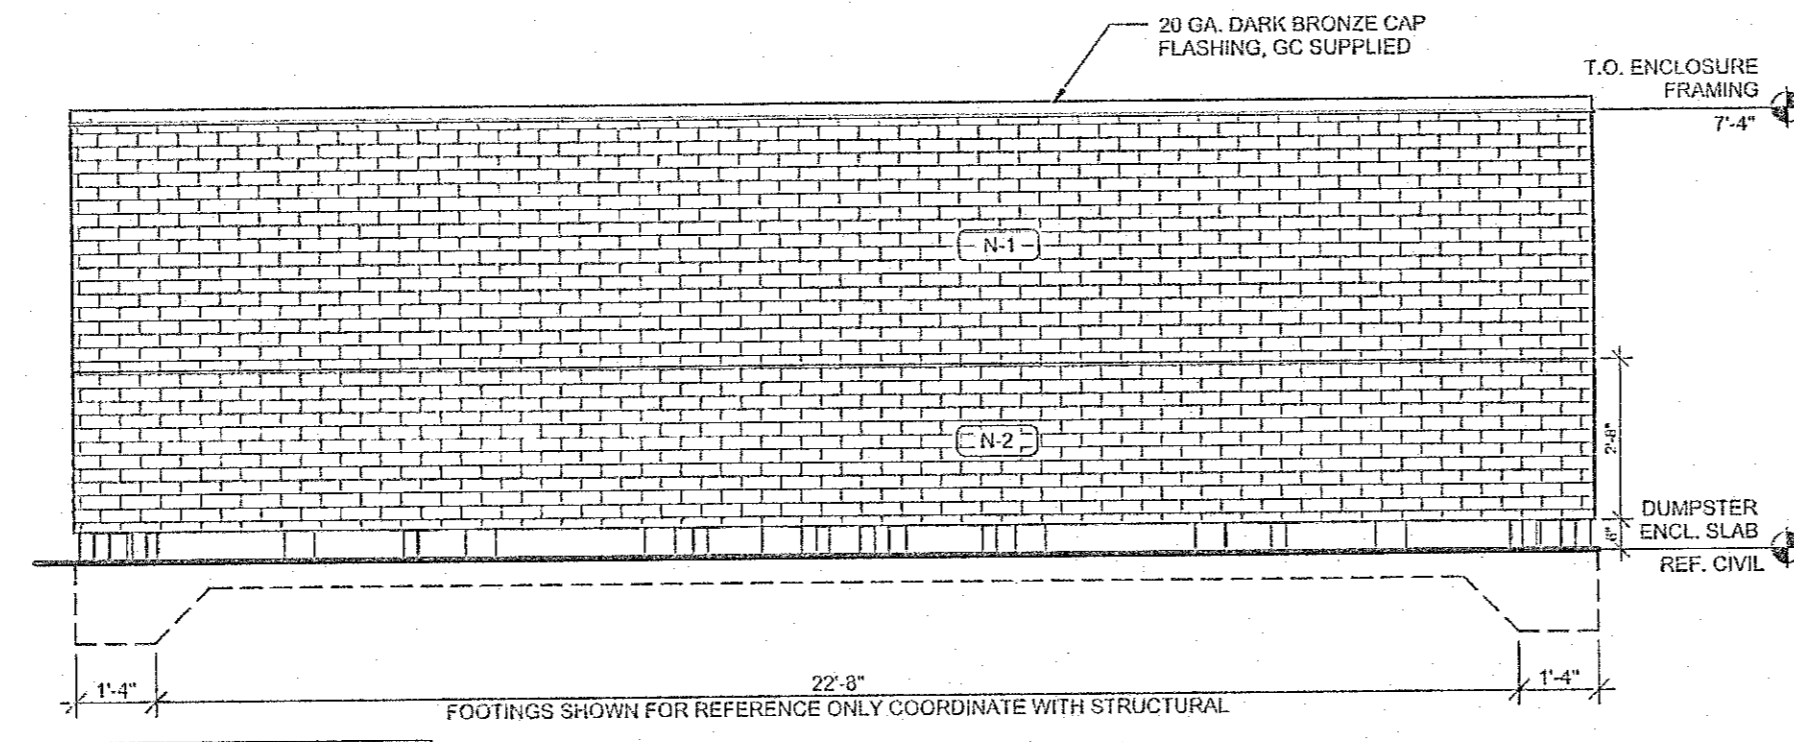 20 GA. DARK BRONZE CAP
FLASHING, GC SUPPLIED
T.O. ENCLOSURE
FRAMING
7'-4"
N-1
N-2
2'-8"
DUMPSTER
ENCL. SLAB
6"
REF. CIVIL
1'-4"
22'-8"
1'-4"
FOOTINGS SHOWN FOR REFERENCE ONLY COORDINATE WITH STRUCTURAL